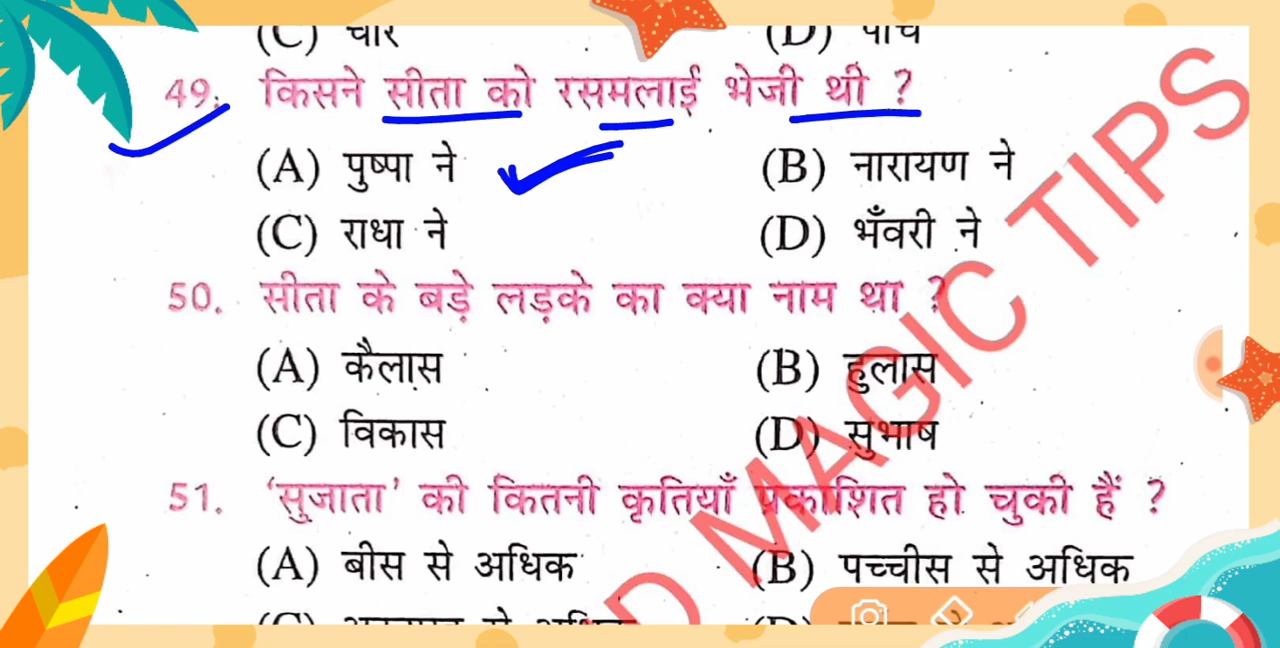 (C) चार (D) पाँच
49. किसने सीता को रसमलाई भेजी थी ?
(A) पुष्पा ने (B) नारायण ने
(C) राधा ने (D) भँवरी ने
50. सीता के बड़े लड़के का क्या नाम था ?
(A) कैलास (B) हुलास
(C) विकास (D) सुभाष
51. 'सुजाता' की कितनी कृतियाँ प्रकाशित हो चुकी हैं ?
(A) बीस से अधिक (B) पच्चीस से अधिक
D MAGIC TIPS